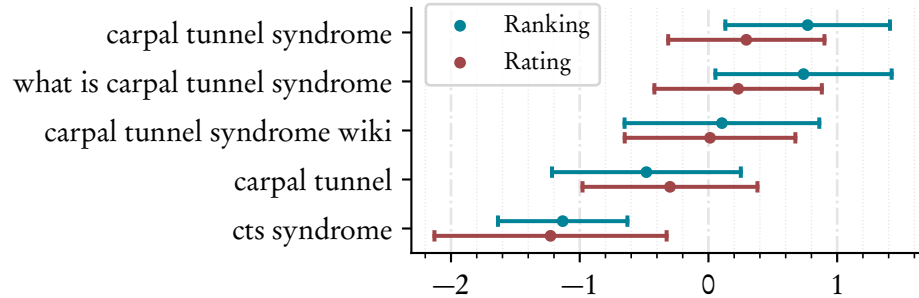 carpal tunnel syndrome
what is carpal tunnel syndrome
carpal tunnel syndrome wiki
carpal tunnel
cts syndrome
Ranking
Rating
−2 −1 0 1